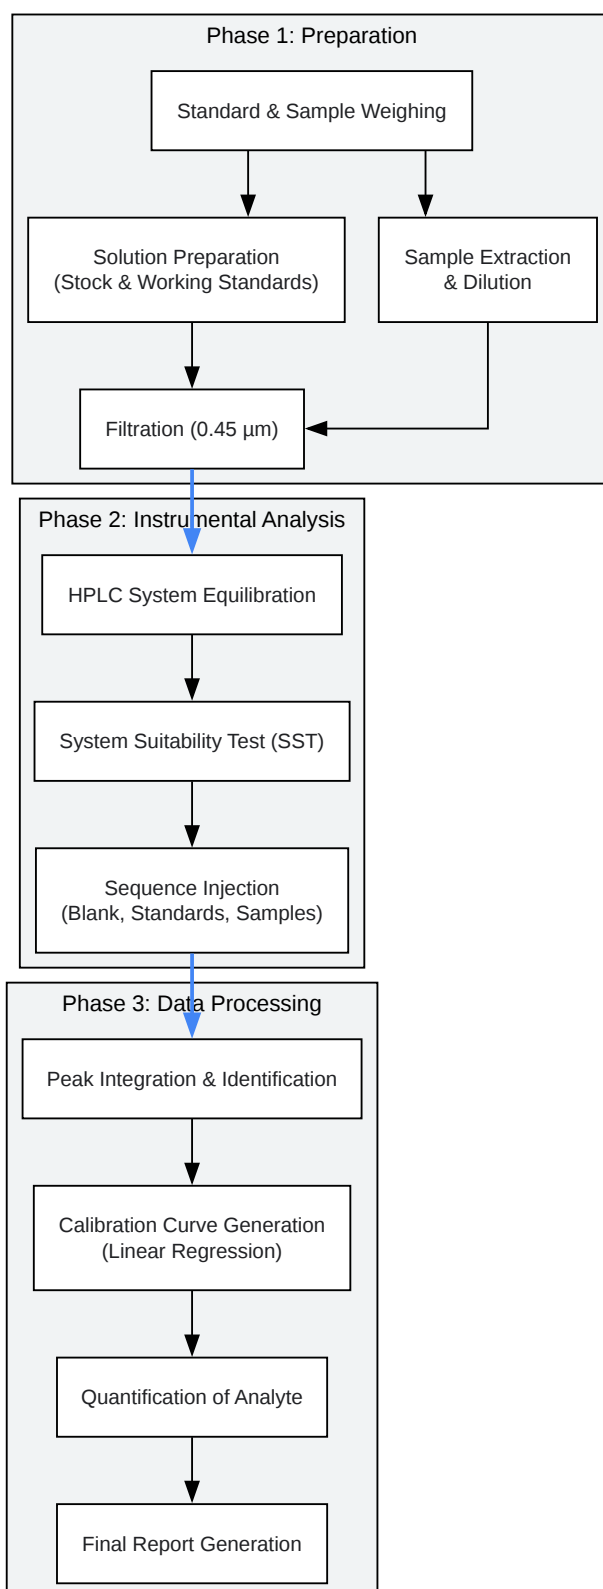 Phase 1: Preparation
Standard & Sample Weighing
Solution Preparation
(Stock & Working Standards)
Sample Extraction
& Dilution
Filtration (0.45 µm)
Phase 2: Instrumental Analysis
HPLC System Equilibration
System Suitability Test (SST)
Sequence Injection
(Blank, Standards, Samples)
Phase 3: Data Processing
Peak Integration & Identification
Calibration Curve Generation
(Linear Regression)
Quantification of Analyte
Final Report Generation